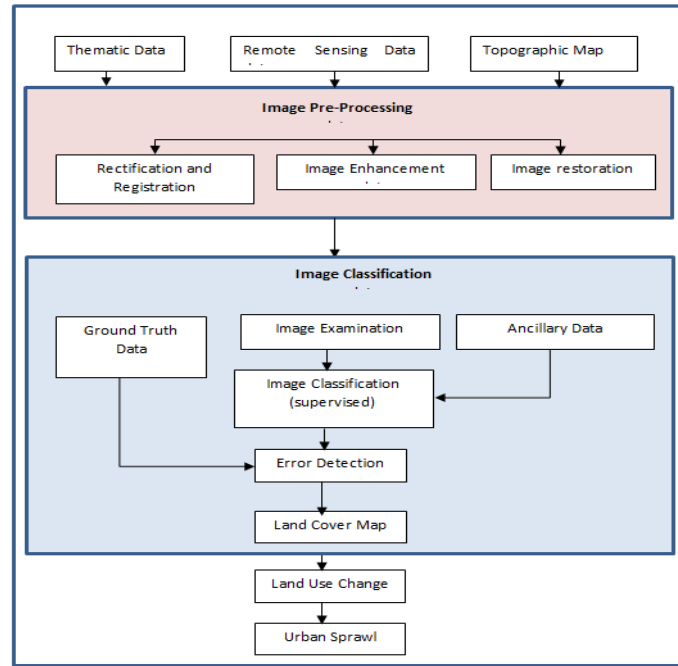 Thematic Data
Remote Sensing Data
Topographic Map
Image Pre-Processing
Rectification and
Registration
Image Enhancement
Image restoration
Image Classification
Ground Truth
Data
Image Examination
Ancillary Data
Image Classification
(supervised)
Error Detection
Land Cover Map
Land Use Change
Urban Sprawl